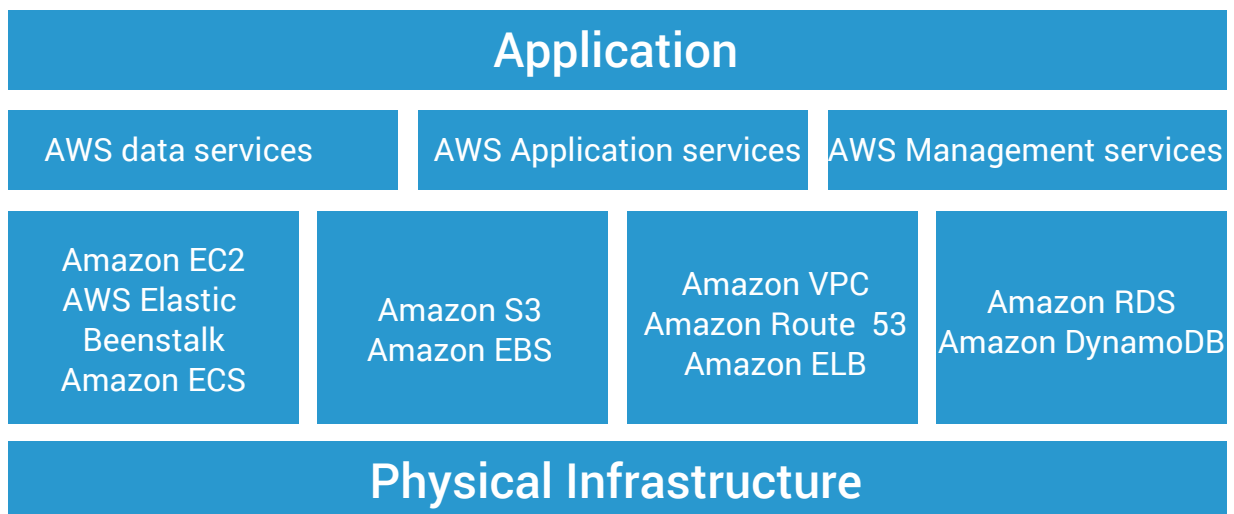 Application
AWS data services
AWS Application services
AWS Management services
Amazon EC2
AWS Elastic
Beenstalk
Amazon ECS
Amazon S3
Amazon EBS
Amazon VPC
Amazon Route 53
Amazon ELB
Amazon RDS
Amazon DynamoDB
Physical Infrastructure